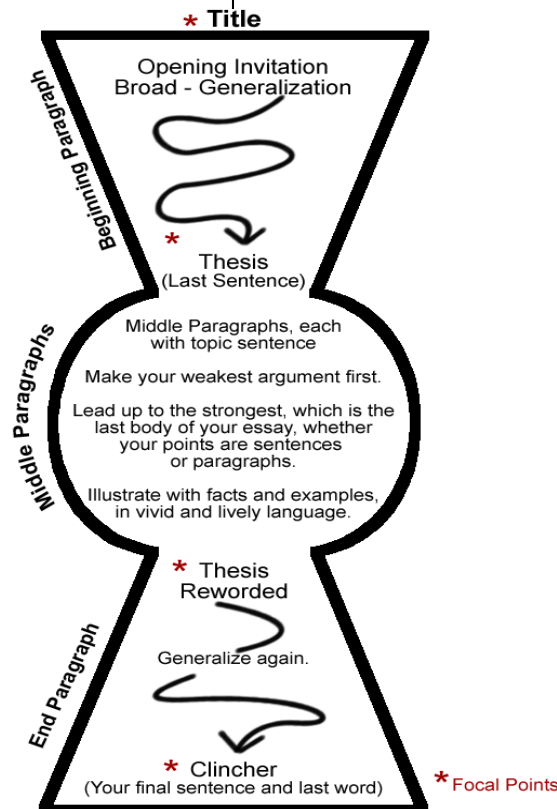 * Title
Opening Invitation
Broad - Generalization
Beginning Paragraph
*
Thesis
(Last Sentence)
Middle Paragraphs
Middle Paragraphs, each
with topic sentence
Make your weakest argument first.
Lead up to the strongest, which is the
last body of your essay, whether
your points are sentences
or paragraphs.
Illustrate with facts and examples,
in vivid and lively language.
End Paragraph
* Thesis
Reworded
Generalize again.
* Clincher
(Your final sentence and last word)
* Focal Points